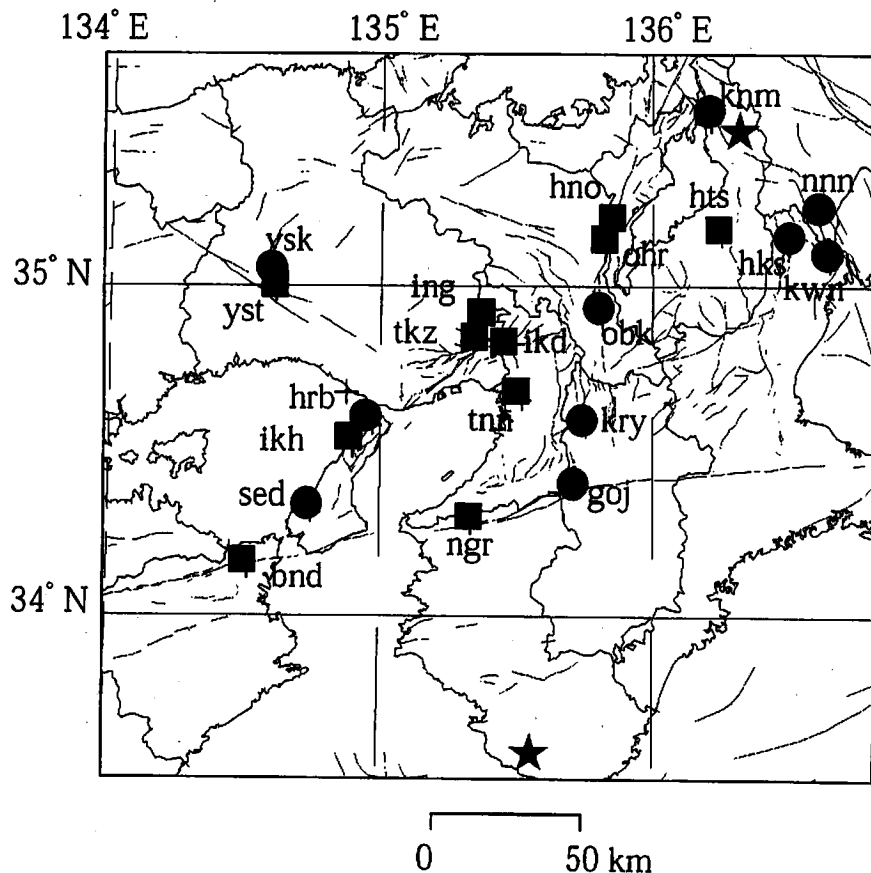 134° E 135° E 136° E
knm
hno hts nnn
ysk
ohr hks
35° N
ing kwn
yst
tkz ikd obk
hrb
tnn kry
ikh
sed goj
ngr
bnd
34° N
0 50 km